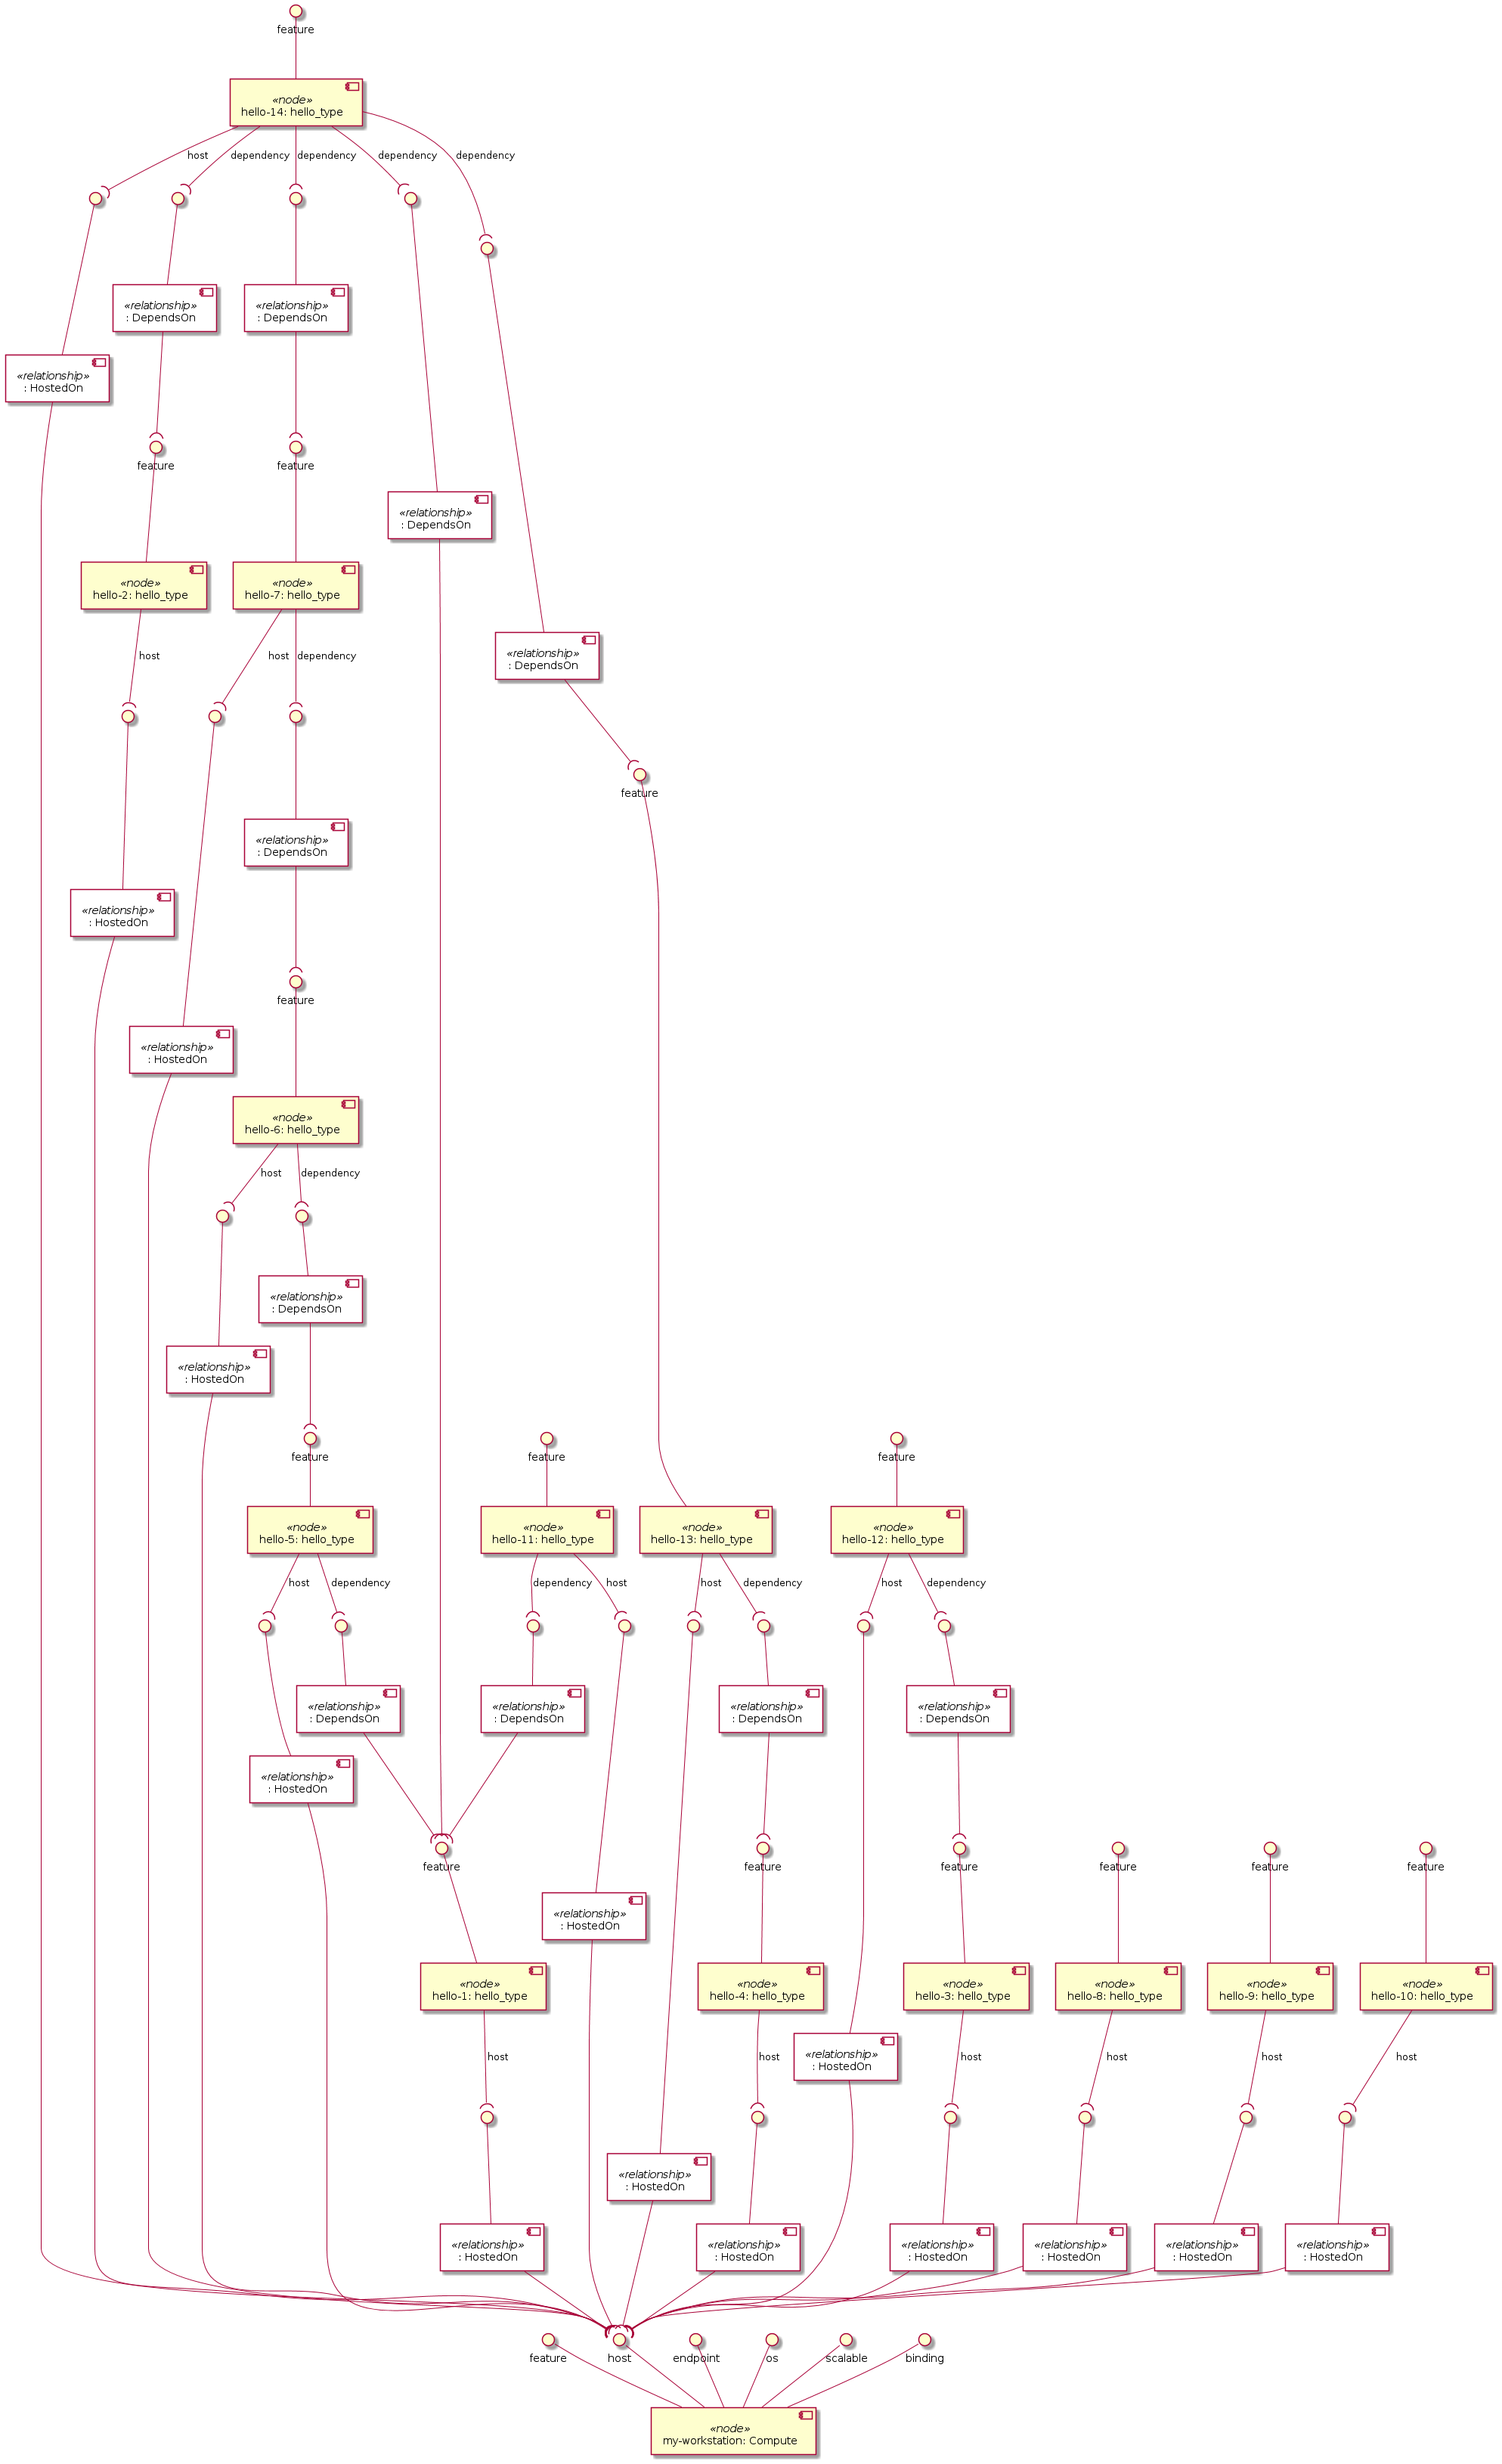 feature
«node»
hello-14: hello_type
host
dependency
dependency
dependency
dependency
«relationship»
: DependsOn
«relationship»
: DependsOn
«relationship»
: HostedOn
feature
feature
«relationship»
: DependsOn
«node»
hello-2: hello_type
«node»
hello-7: hello_type
host
host
dependency
«relationship»
: DependsOn
feature
«relationship»
: DependsOn
«relationship»
: HostedOn
feature
«relationship»
: HostedOn
«node»
hello-6: hello_type
host
dependency
«relationship»
: DependsOn
«relationship»
: HostedOn
feature
feature
feature
«node»
hello-5: hello_type
«node»
hello-11: hello_type
«node»
hello-13: hello_type
«node»
hello-12: hello_type
host
dependency
dependency
host
host
dependency
host
dependency
«relationship»
: DependsOn
«relationship»
: DependsOn
«relationship»
: DependsOn
«relationship»
: DependsOn
«relationship»
: HostedOn
feature
feature
feature
feature
feature
feature
«relationship»
: HostedOn
«node»
hello-1: hello_type
«node»
hello-4: hello_type
«node»
hello-3: hello_type
«node»
hello-8: hello_type
«node»
hello-9: hello_type
«node»
hello-10: hello_type
host
host
host
host
host
host
«relationship»
: HostedOn
«relationship»
: HostedOn
«relationship»
: HostedOn
«relationship»
: HostedOn
«relationship»
: HostedOn
«relationship»
: HostedOn
«relationship»
: HostedOn
«relationship»
: HostedOn
feature
host
endpoint
os
scalable
binding
«node»
my-workstation: Compute